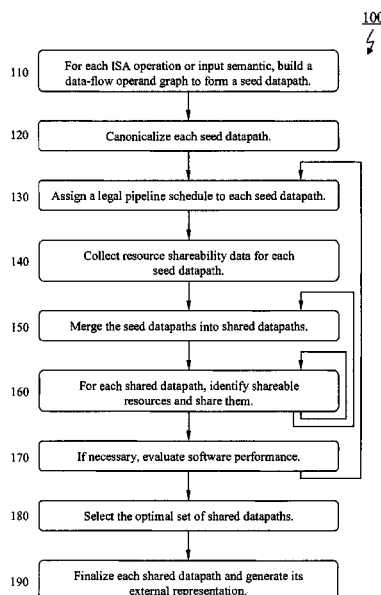 100
110
For each ISA operation or input semantic, build a
data-flow operand graph to form a seed datapath.
120
Canonicalize each seed datapath.
130
Assign a legal pipeline schedule to each seed datapath.
140
Collect resource shareability data for each
seed datapath.
150
Merge the seed datapaths into shared datapaths.
160
For each shared datapath, identify shareable
resources and share them.
170
If necessary, evaluate software performance.
180
Select the optimal set of shared datapaths.
190
Finalize each shared datapath and generate its
external representation.